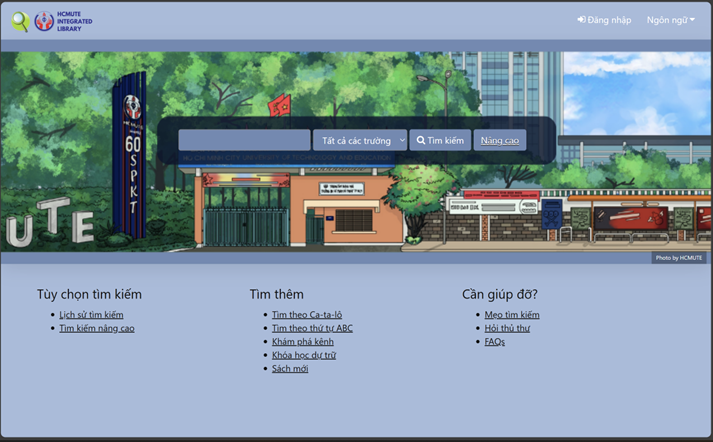 HCMUTE
INTEGRATED
LIBRARY
Đăng nhập
Ngôn ngữ
60
S
P
K
T
UTE
Tất cả các trường
Tìm kiếm
Nâng cao
Photo by HCMUTE
Tùy chọn tìm kiếm
Lịch sử tìm kiếm
Tìm kiếm nâng cao
Tìm thêm
Tìm theo Ca-ta-lô
Tìm theo thứ tự ABC
Khám phá kênh
Khóa học dự trữ
Sách mới
Cần giúp đỡ?
Mẹo tìm kiếm
Hỏi thủ thư
FAQs